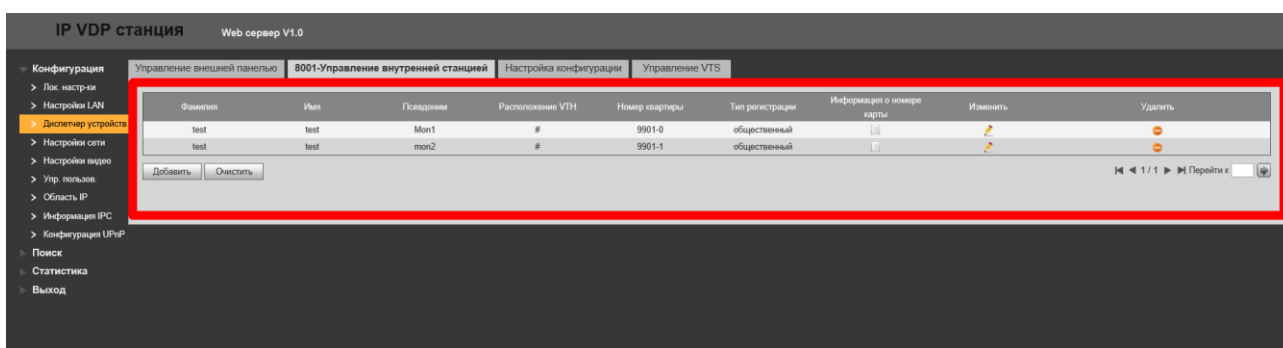 IP VDP станция Web сервер V1.0
Конфигурация
Лок. настр-ки
Настройки LAN
Диспетчер устройств
Настройки сети
Настройки видео
Упр. пользов.
Область IP
Информация IPC
Конфигурация UPnP
Поиск
Статистика
Выход
Управление внешней панелью 8001-Управление внутренней станцией Настройка конфигурации Управление VTS
Фамилия Имя Псевдоним Расположение VTH Номер квартиры Тип регистрации Информация о номере карты Изменить Удалить
test test Mon1 # 9901-0 общественный
test test mon2 # 9901-1 общественный
Добавить Очистить 1 / 1 Перейти к